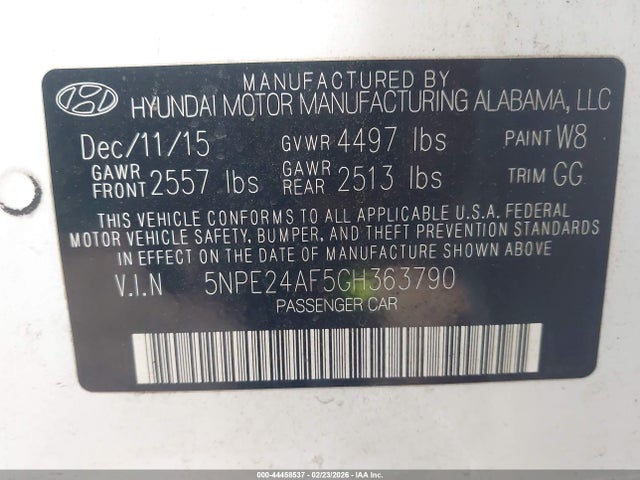 MANUFACTURED BY
HYUNDAI MOTOR MANUFACTURING ALABAMA, LLC
Dec/11/15 GVWR 4497 lbs PAINT W8
GAWR FRONT 2557 lbs GAWR REAR 2513 lbs TRIM GG
THIS VEHICLE CONFORMS TO ALL APPLICABLE U.S.A. FEDERAL
MOTOR VEHICLE SAFETY, BUMPER, AND THEFT PREVENTION STANDARDS
IN EFFECT ON THE DATE OF MANUFACTURE SHOWN ABOVE.
V.I.N 5NPE24AF5GH363790
PASSENGER CAR
000-44458537 - 02/23/2026 - IAA Inc.